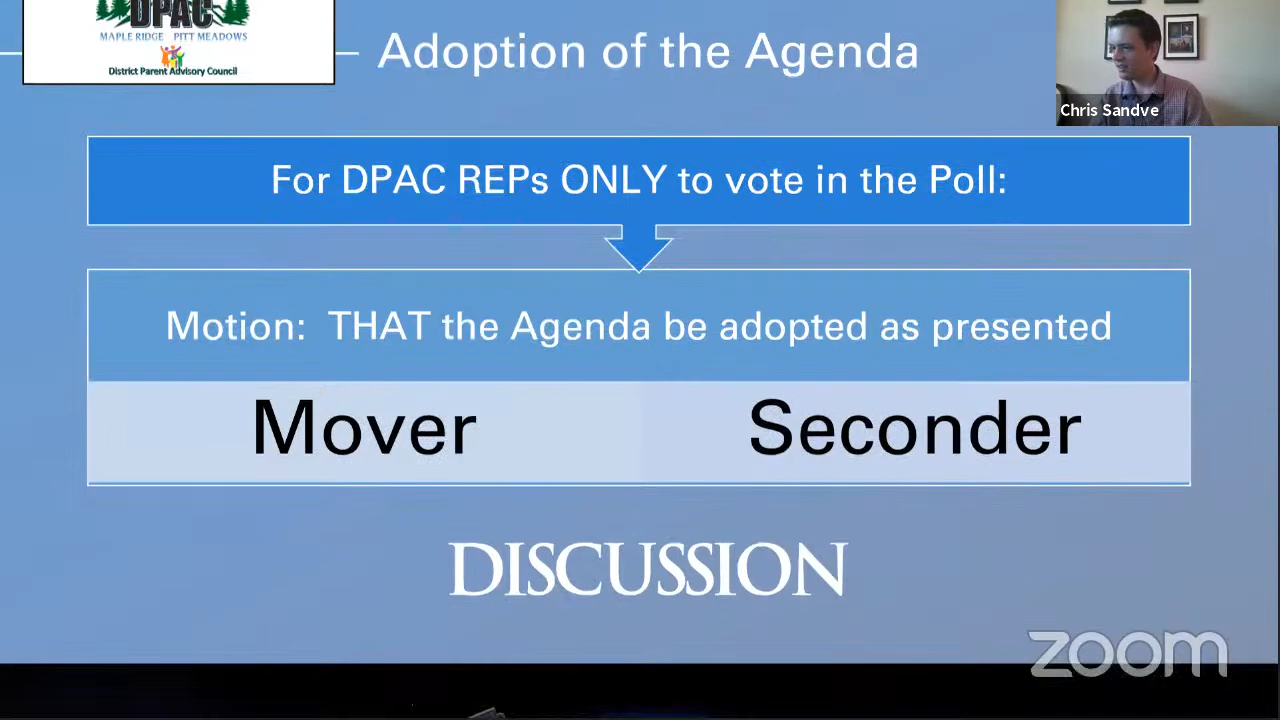 DPAC
MAPLE RIDGE PITT MEADOWS
District Parent Advisory Council
Adoption of the Agenda
Chris Sandve
For DPAC REPs ONLY to vote in the Poll:
Motion: THAT the Agenda be adopted as presented
Mover
Seconder
DISCUSSION
zoom